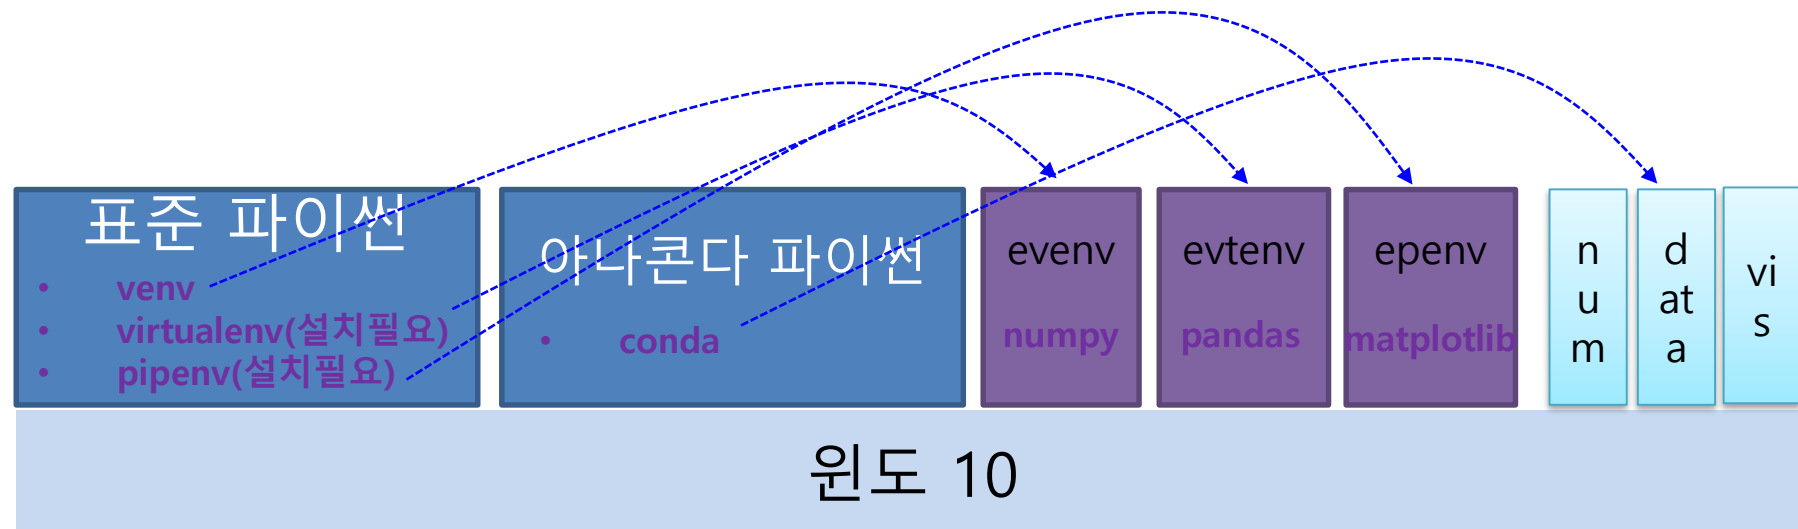 표준 파이썬
• venv
• virtualenv(설치필요)
• pipenv(설치필요)
아나콘다 파이썬
• conda
evenv
numpy
evtenv
pandas
epenv
matplotlib
n
u
m
d
at
a
vi
s
윈도 10